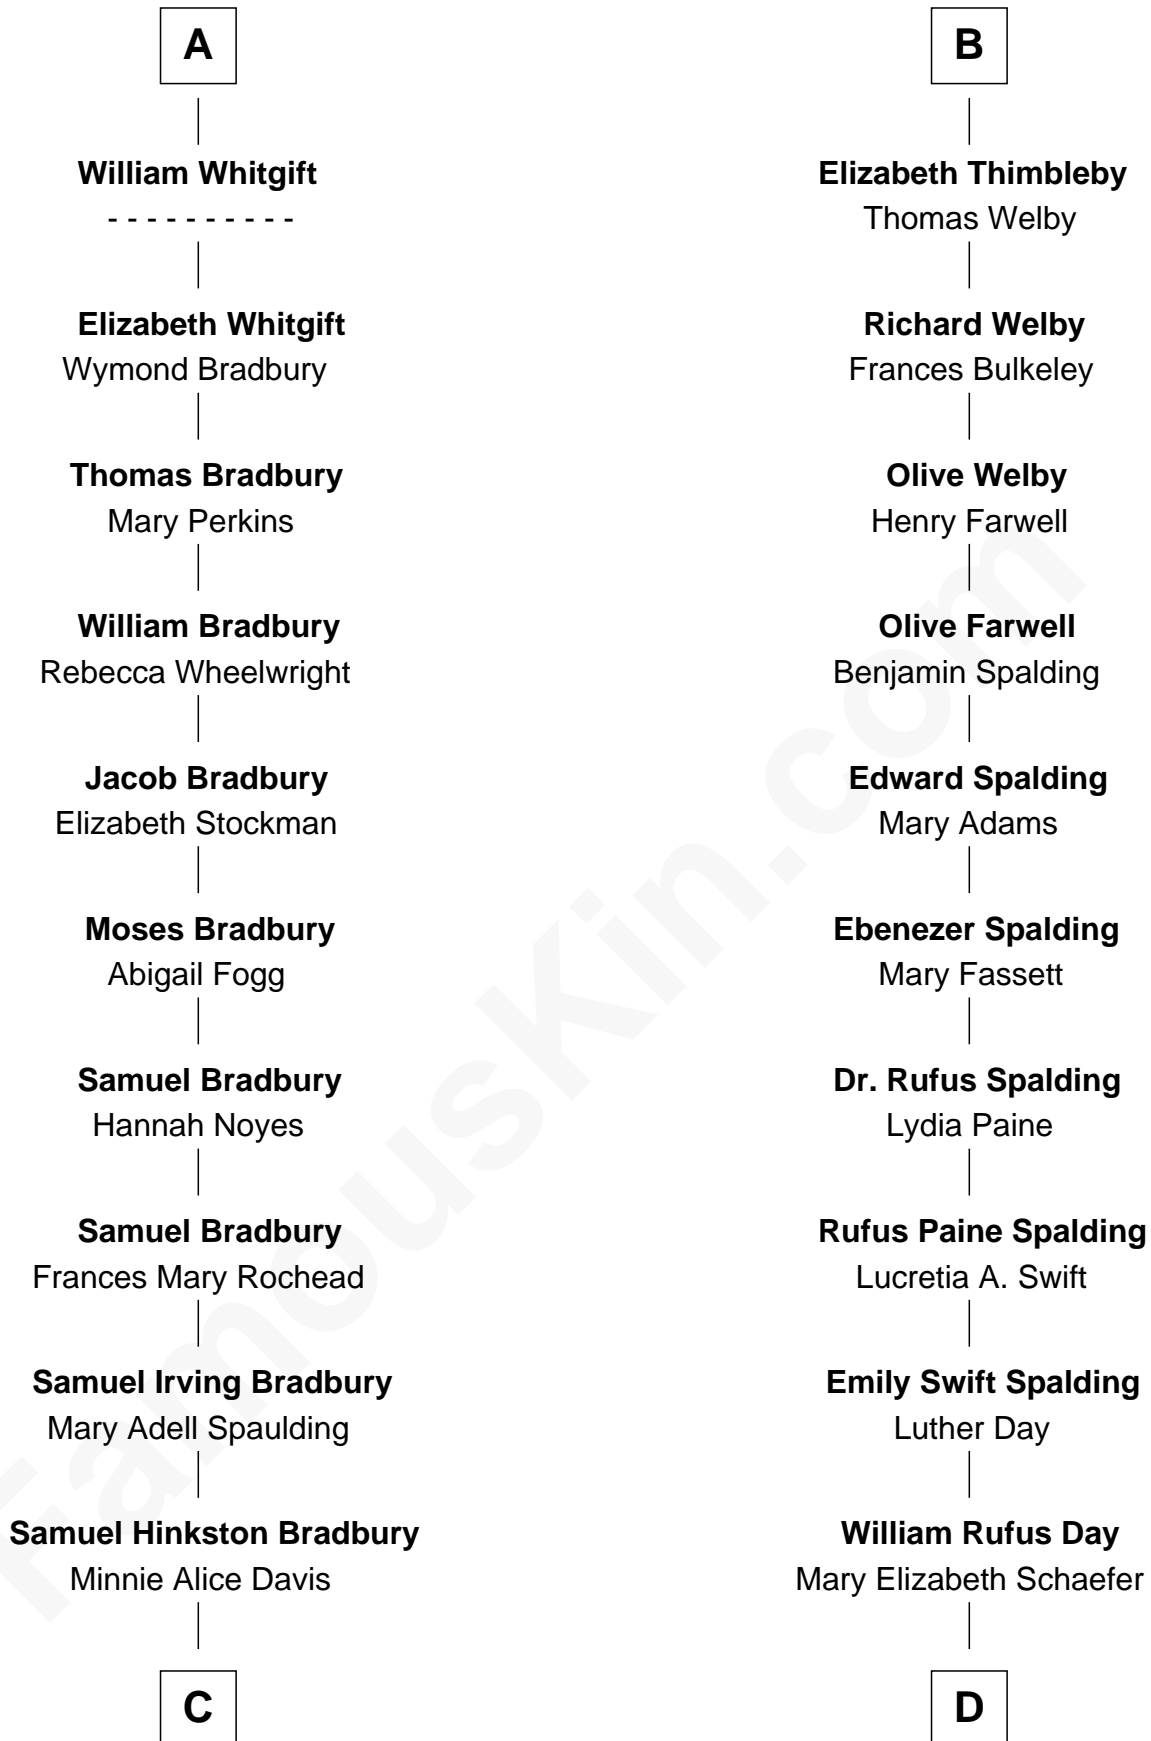 A
William Whitgift
- - - - - - - - - -
Elizabeth Whitgift
Wymond Bradbury
Thomas Bradbury
Mary Perkins
William Bradbury
Rebecca Wheelwright
Jacob Bradbury
Elizabeth Stockman
Moses Bradbury
Abigail Fogg
Samuel Bradbury
Hannah Noyes
Samuel Bradbury
Frances Mary Rochead
Samuel Irving Bradbury
Mary Adell Spaulding
Samuel Hinkston Bradbury
Minnie Alice Davis
C
B
Elizabeth Thimbleby
Thomas Welby
Richard Welby
Frances Bulkeley
Olive Welby
Henry Farwell
Olive Farwell
Benjamin Spalding
Edward Spalding
Mary Adams
Ebenezer Spalding
Mary Fassett
Dr. Rufus Spalding
Lydia Paine
Rufus Paine Spalding
Lucretia A. Swift
Emily Swift Spalding
Luther Day
William Rufus Day
Mary Elizabeth Schaefer
D
FamousKin.com